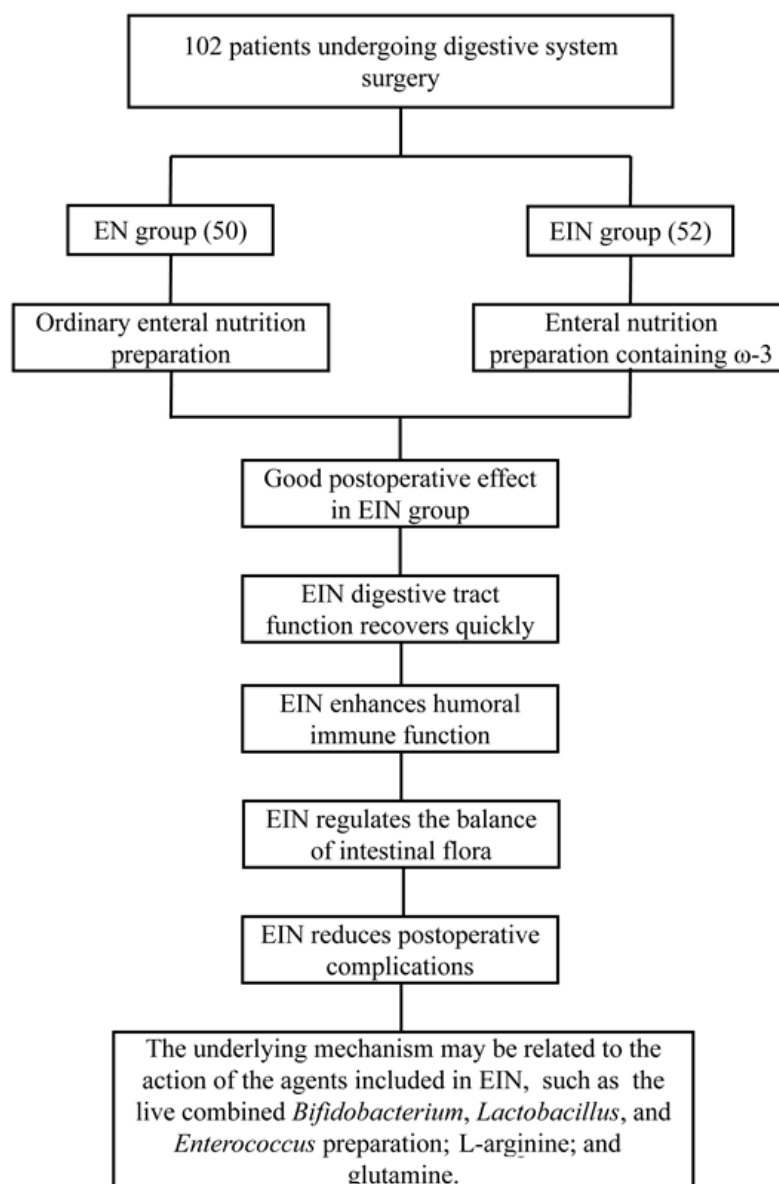 102 patients undergoing digestive system
surgery
EN group (50)
EIN group (52)
Ordinary enteral nutrition
preparation
Enteral nutrition
preparation containing ω-3
Good postoperative effect
in EIN group
EIN digestive tract
function recovers quickly
EIN enhances humoral
immune function
EIN regulates the balance
of intestinal flora
EIN reduces postoperative
complications
The underlying mechanism may be related to the
action of the agents included in EIN, such as the
live combined Bifidobacterium, Lactobacillus, and
Enterococcus preparation; L-arginine; and
glutamine.